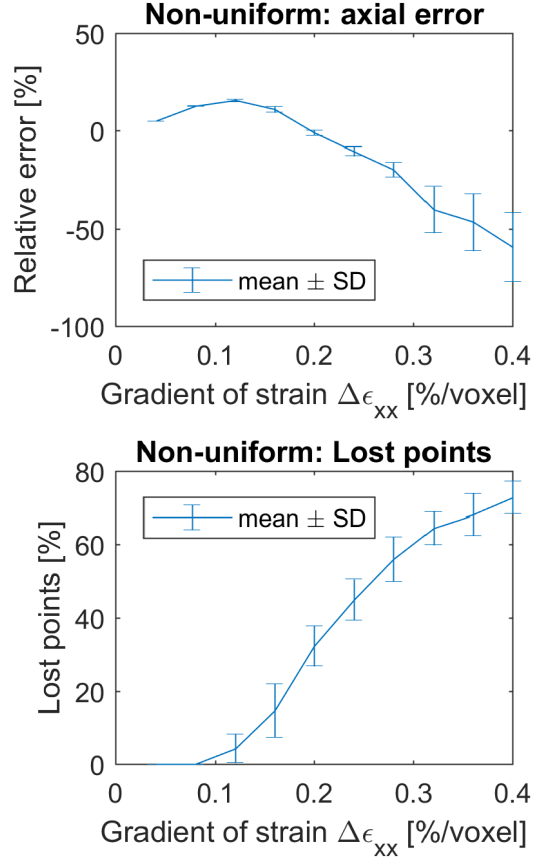 Non-uniform: axial error
Relative error [%]
50
0
-50
-100
mean ± SD
0 0.1 0.2 0.3 0.4
Gradient of strain Δϵxx [%/voxel]
Non-uniform: Lost points
Lost points [%]
80
60
40
20
0
mean ± SD
0 0.1 0.2 0.3 0.4
Gradient of strain Δϵxx [%/voxel]